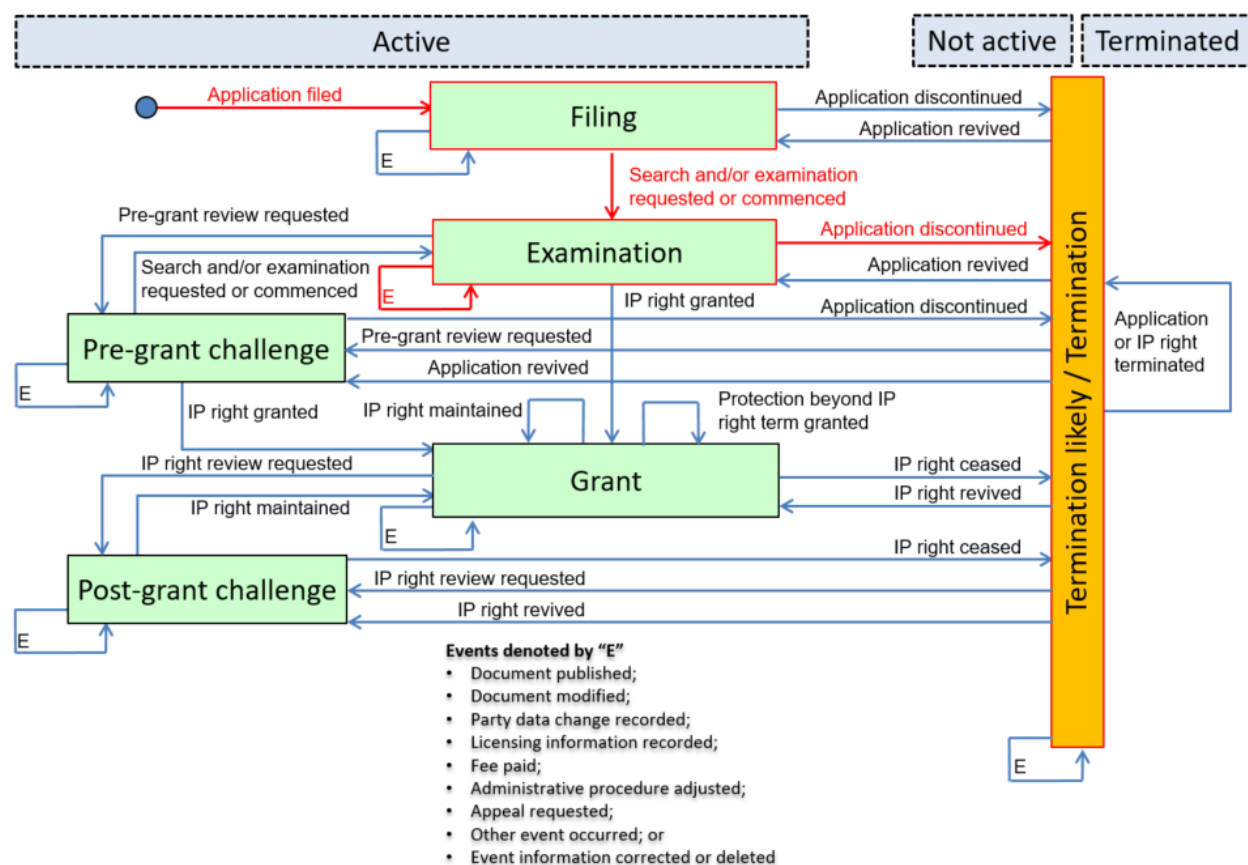 Active
Not active
Terminated
Application filed
Filing
Application discontinued
Application revived
E
Search and/or examination
requested or commenced
Pre-grant review requested
Examination
Application discontinued
Application revived
Search and/or examination
requested or commenced
E
IP right granted
Application discontinued
Pre-grant challenge
Pre-grant review requested
Application
or IP right
terminated
E
Application revived
IP right granted
IP right maintained
Protection beyond IP
right term granted
IP right review requested
Grant
IP right ceased
IP right revived
IP right maintained
E
IP right ceased
Post-grant challenge
IP right review requested
IP right revived
E
Termination likely / Termination
E
Events denoted by “E”
• Document published;
• Document modified;
• Party data change recorded;
• Licensing information recorded;
• Fee paid;
• Administrative procedure adjusted;
• Appeal requested;
• Other event occurred; or
• Event information corrected or deleted